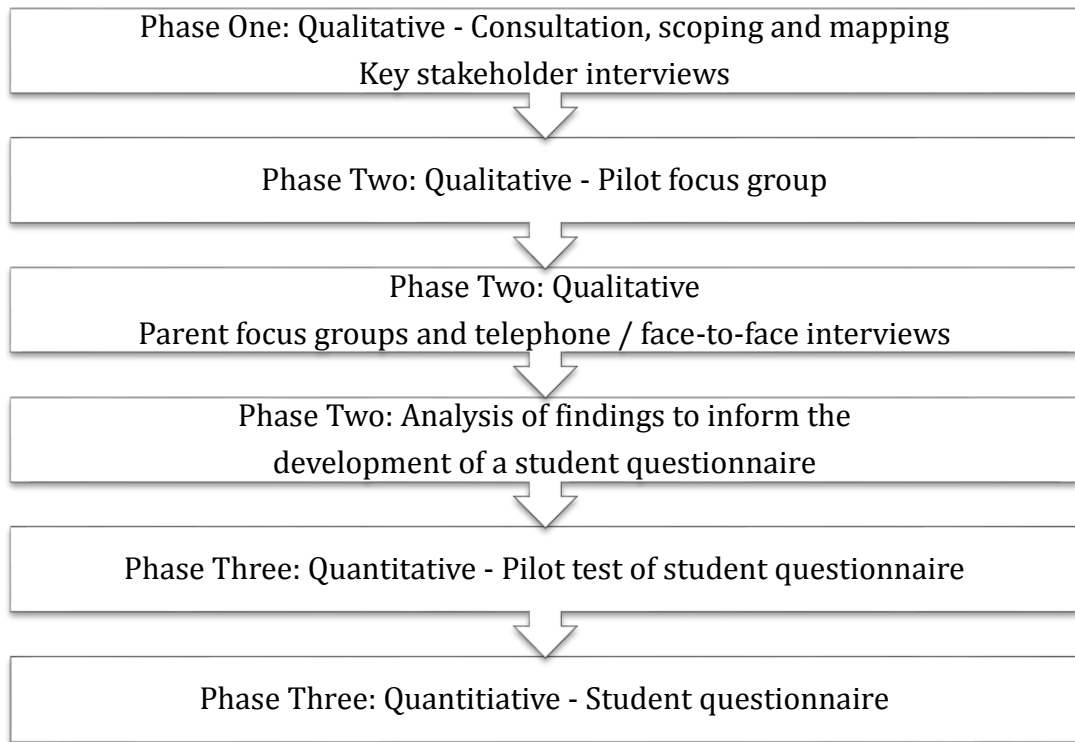 Phase One: Qualitative - Consultation, scoping and mapping
Key stakeholder interviews
Phase Two: Qualitative - Pilot focus group
Phase Two: Qualitative
Parent focus groups and telephone / face-to-face interviews
Phase Two: Analysis of findings to inform the
development of a student questionnaire
Phase Three: Quantitative - Pilot test of student questionnaire
Phase Three: Quantitiative - Student questionnaire